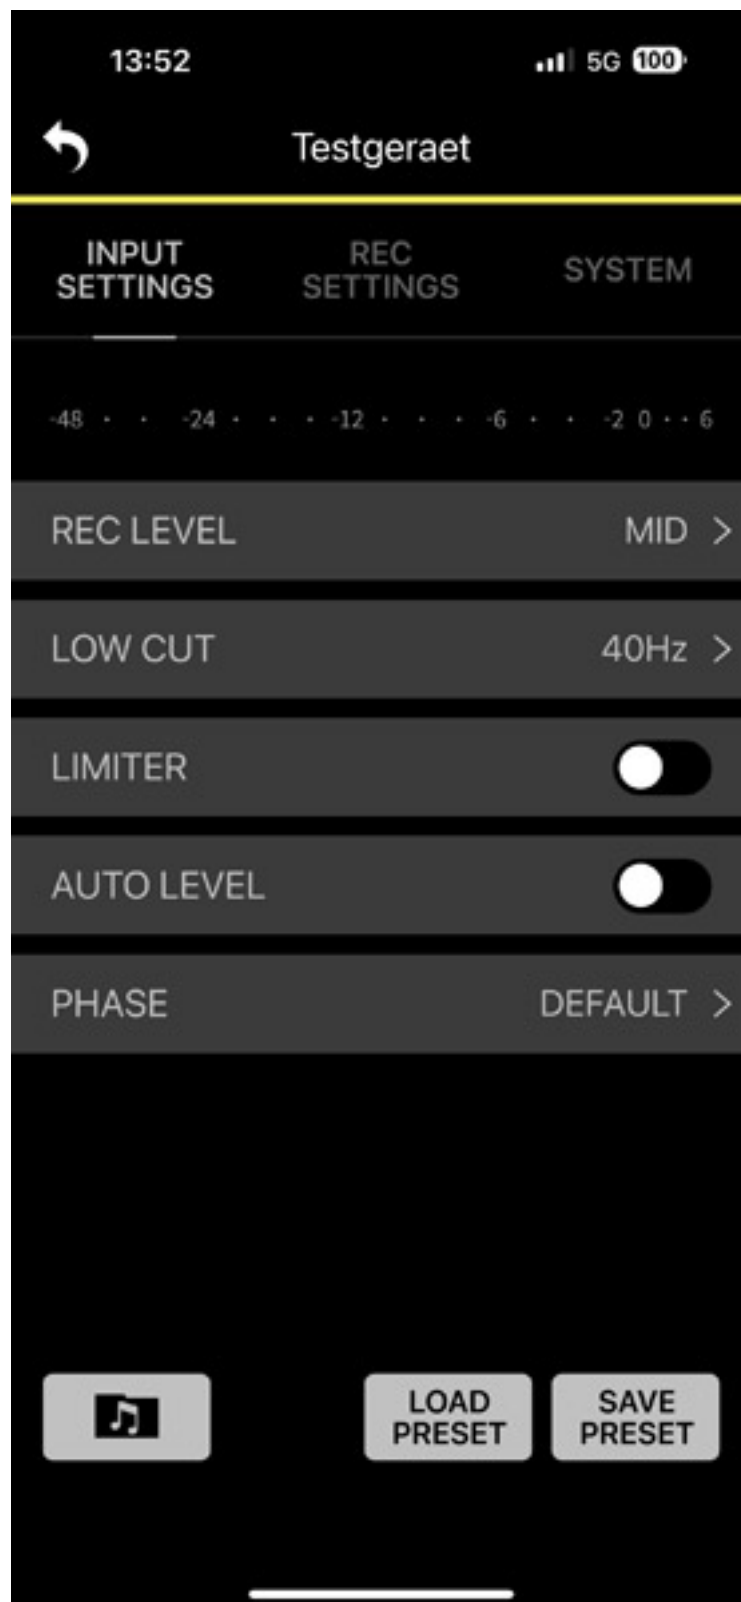 13:52 5G 100
Testgeraet
INPUT SETTINGS REC SETTINGS SYSTEM
-48 · · -24 · · · -12 · · · -6 · · -2 0 · · 6
REC LEVEL MID >
LOW CUT 40Hz >
LIMITER
AUTO LEVEL
PHASE DEFAULT >
LOAD PRESET SAVE PRESET